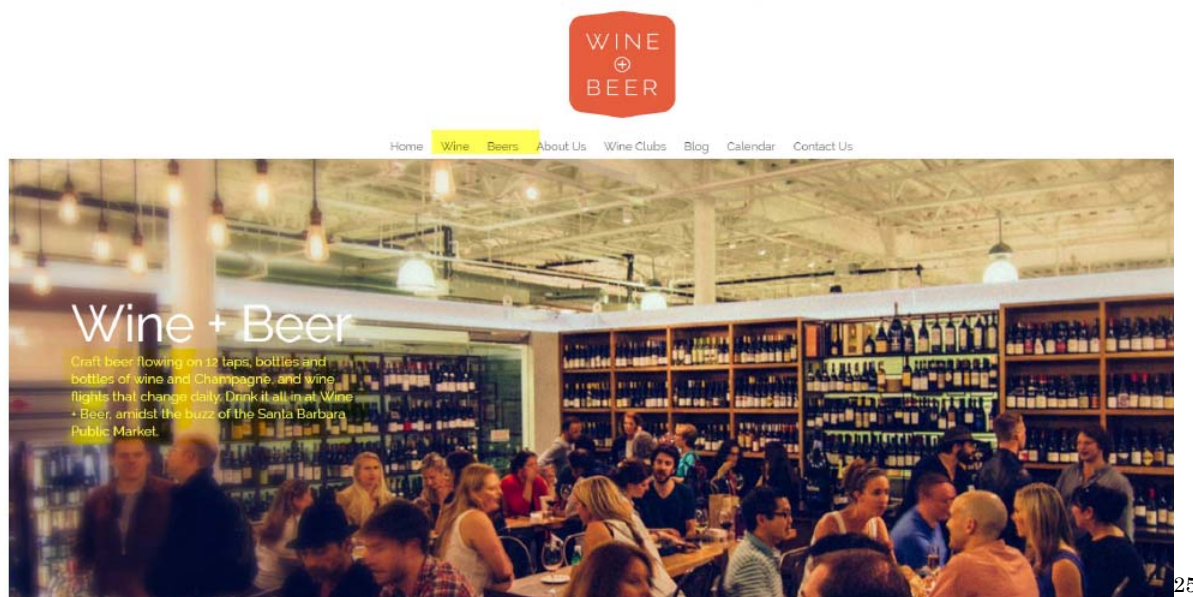 WINE
+
BEER
Home Wine Beers About Us Wine Clubs Blog Calendar Contact Us
Wine + Beer
Craft beer flowing on 12 taps, bottles and
bottles of wine and Champagne, and wine
flights that change daily. Drink it all in at Wine
+ Beer, amidst the buzz of the Santa Barbara
Public Market.
25